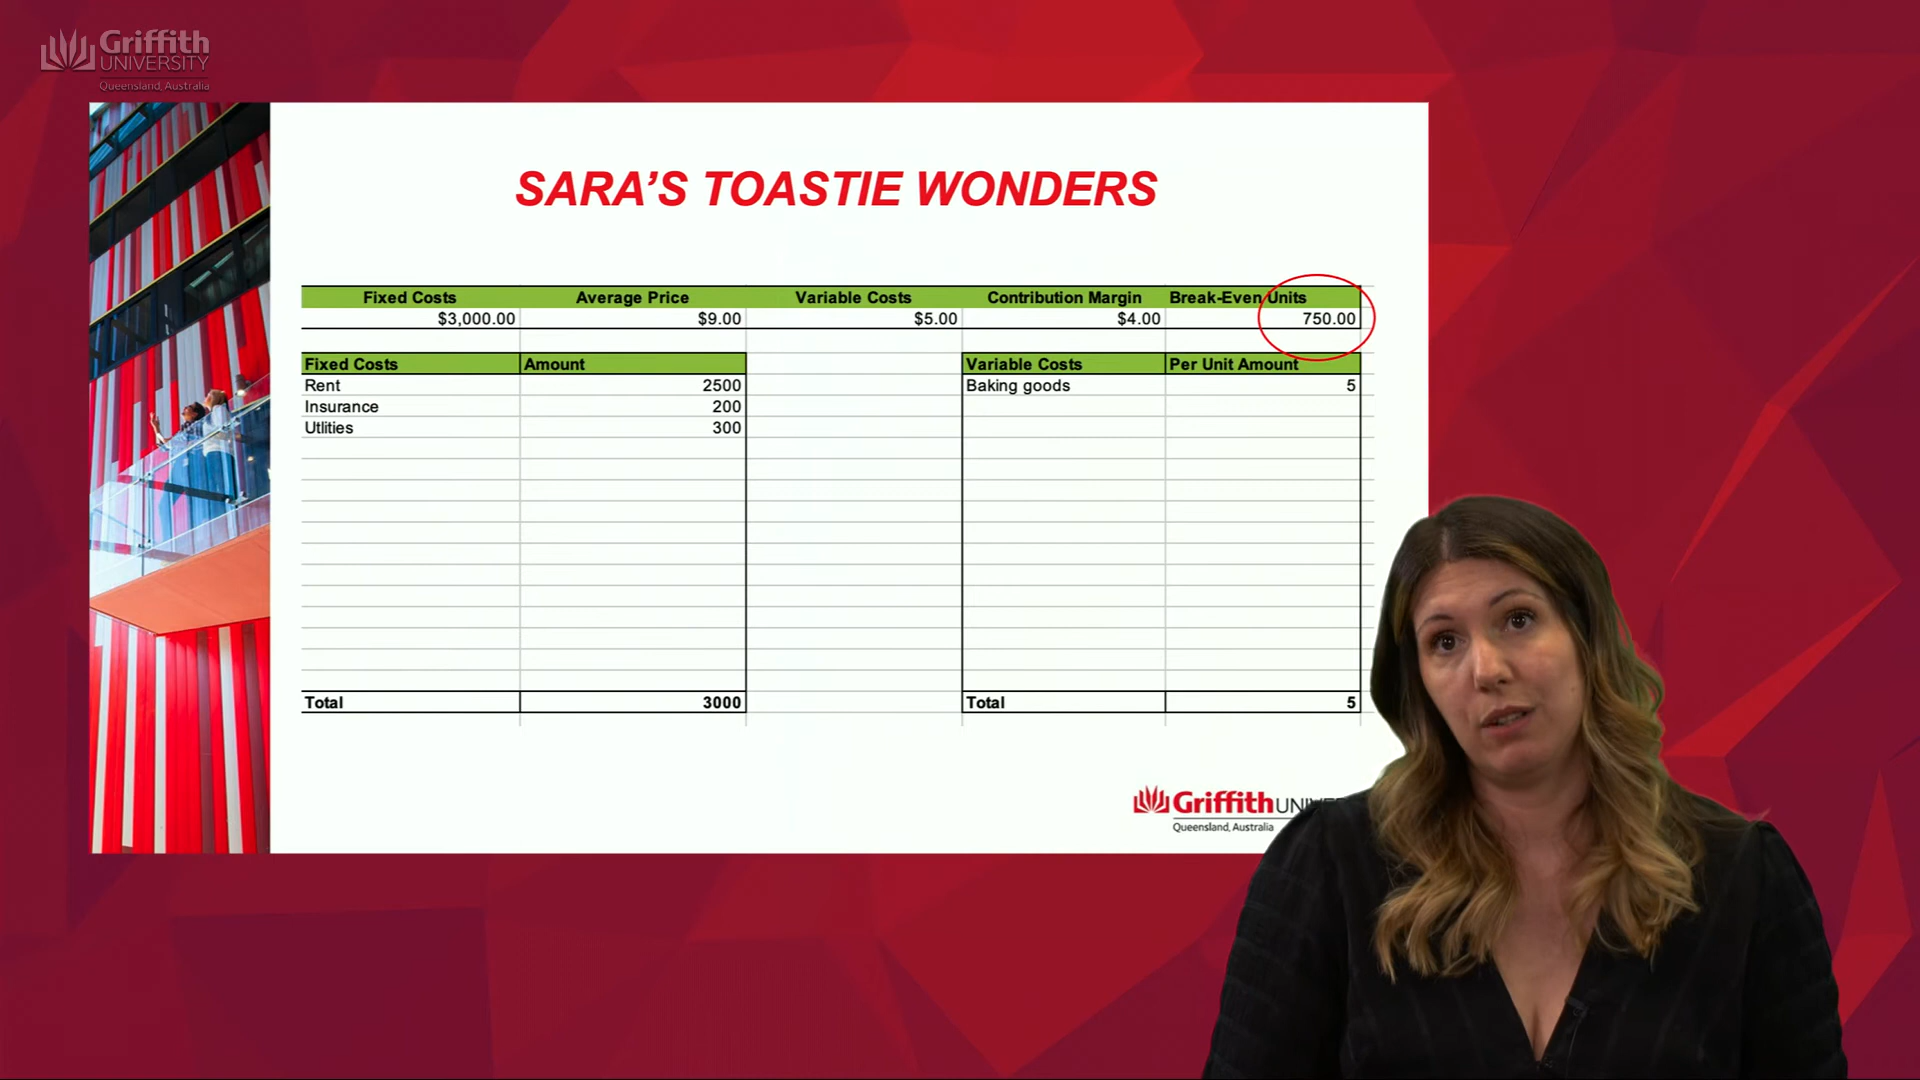 Griffith
UNIVERSITY
Queensland, Australia
SARA'S TOASTIE WONDERS
Fixed Costs Average Price Variable Costs Contribution Margin Break-Even Units
$3,000.00 $9.00 $5.00 $4.00 750.00
Fixed Costs Amount Variable Costs Per Unit Amount
Rent 2500 Baking goods 5
Insurance 200
Utlities 300
Total 3000 Total 5
Griffith
Queensland, Australia